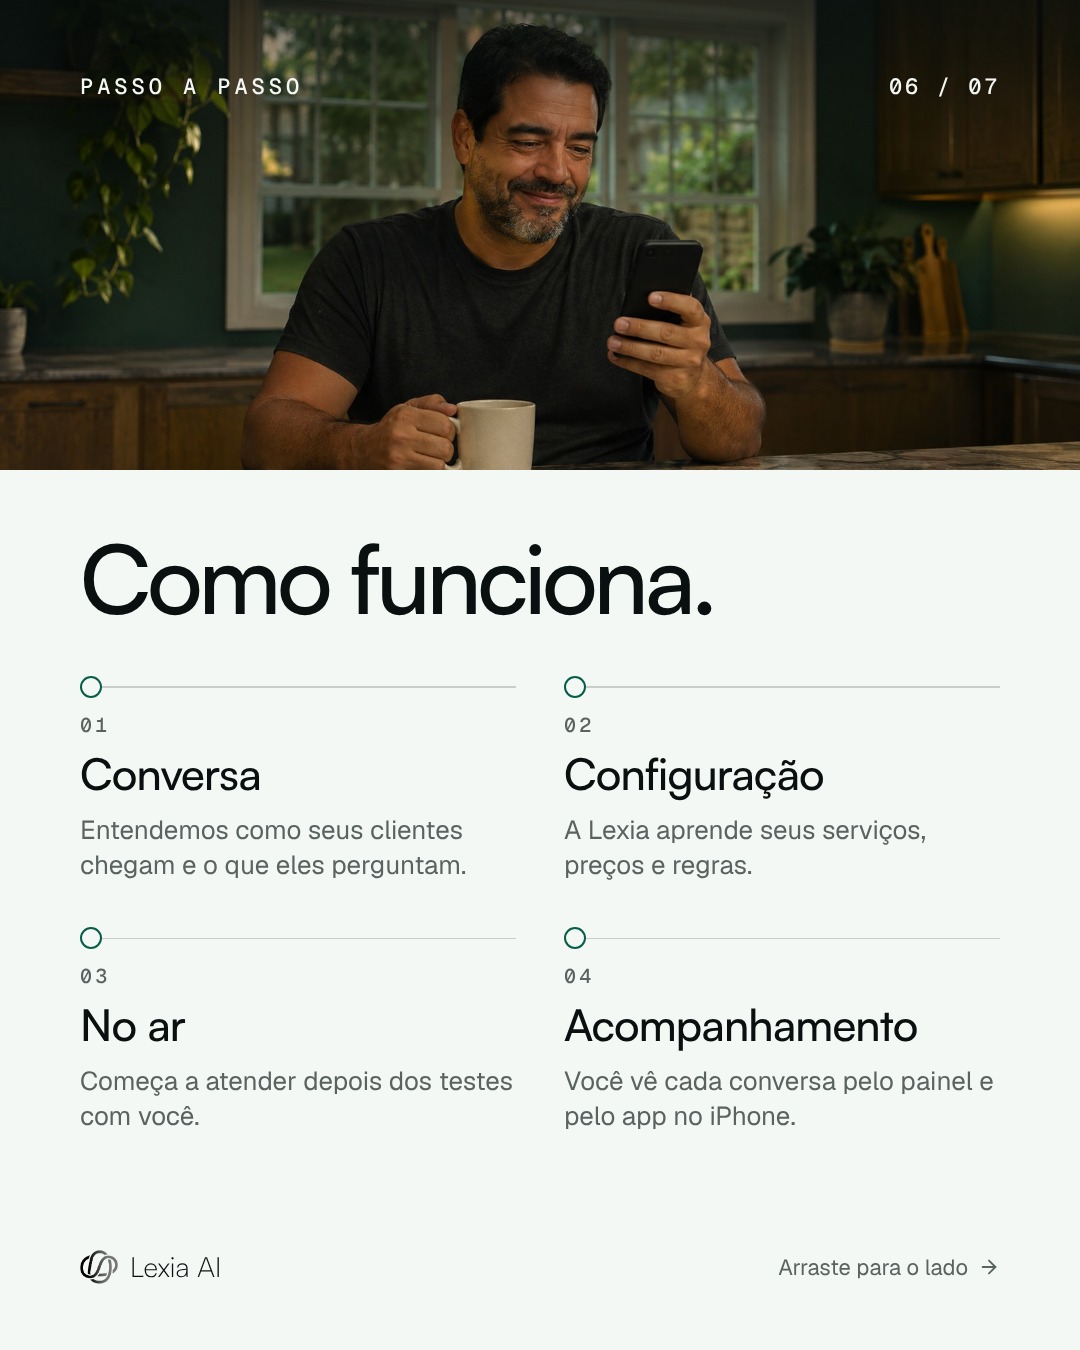 PASSO A PASSO
06 / 07
Como funciona.
01
Conversa
Entendemos como seus clientes
chegam e o que eles perguntam.
02
Configuração
A Lexia aprende seus serviços,
preços e regras.
03
No ar
Começa a atender depois dos testes
com você.
04
Acompanhamento
Você vê cada conversa pelo painel e
pelo app no iPhone.
Lexia AI
Arraste para o lado →